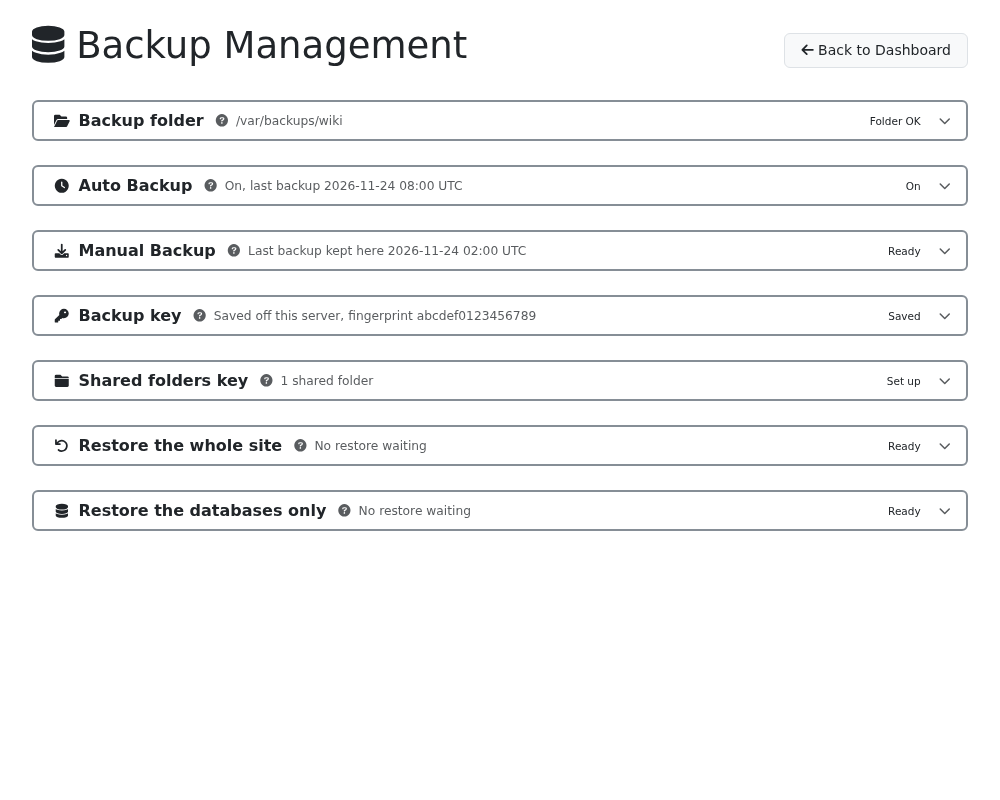 Backup Management
Back to Dashboard
Backup folder /var/backups/wiki Folder OK
Auto Backup On, last backup 2026-11-24 08:00 UTC On
Manual Backup Last backup kept here 2026-11-24 02:00 UTC Ready
Backup key Saved off this server, fingerprint abcdef0123456789 Saved
Shared folders key 1 shared folder Set up
Restore the whole site No restore waiting Ready
Restore the databases only No restore waiting Ready